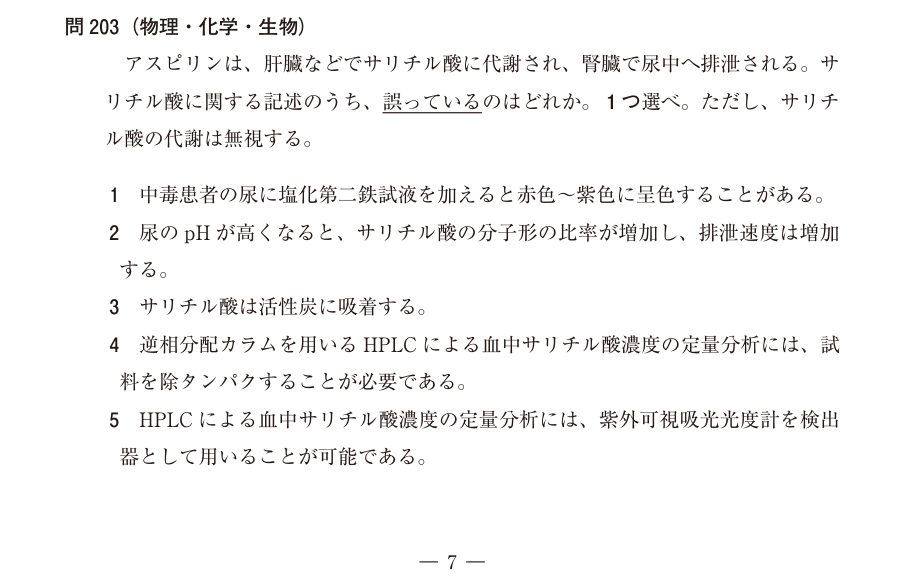 問 203（物理・化学・生物）
アスピリンは、肝臓などでサリチル酸に代謝され、腎臓で尿中へ排泄される。サ
リチル酸に関する記述のうち、誤っているのはどれか。1つ選べ。ただし、サリチ
ル酸の代謝は無視する。
1　中毒患者の尿に塩化第二鉄試液を加えると赤色～紫色に呈色することがある。
2　尿の pH が高くなると、サリチル酸の分子形の比率が増加し、排泄速度は増加
する。
3　サリチル酸は活性炭に吸着する。
4　逆相分配カラムを用いる HPLC による血中サリチル酸濃度の定量分析には、試
料を除タンパクすることが必要である。
5　HPLC による血中サリチル酸濃度の定量分析には、紫外可視吸光光度計を検出
器として用いることが可能である。
— 7 —